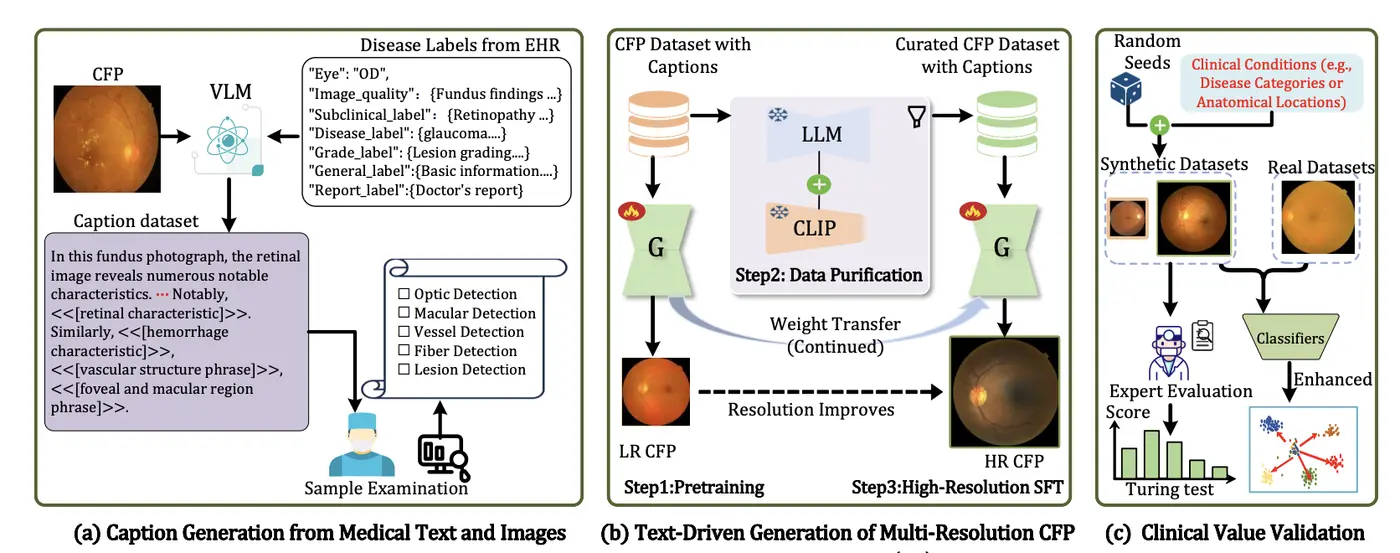 Disease Labels from EHR
CFP
VLM
"Eye": "OD",
"Image_quality": {Fundus findings ...}
"Subclinical_label": {Retinopathy ...}
"Disease_label": {glaucoma....}
"Grade_label": {Lesion grading....}
"General_label":{Basic information....}
"Report_label":{Doctor's report}
Caption dataset
In this fundus photograph, the retinal
image reveals numerous notable
characteristics. ··· Notably,
<<[retinal characteristic]>>.
Similarly, <<[hemorrhage
characteristic]>>,
<<[vascular structure phrase]>>,
<<[foveal and macular region
phrase]>>.
☐ Optic Detection
☐ Macular Detection
☐ Vessel Detection
☐ Fiber Detection
☐ Lesion Detection
Sample Examination
(a) Caption Generation from Medical Text and Images
CFP Dataset with
Captions
Curated CFP Dataset
with Captions
LLM
CLIP
Step2: Data Purification
G
G
Weight Transfer
(Continued)
Resolution Improves
LR CFP
HR CFP
Step1:Pretraining
Step3:High-Resolution SFT
(b) Text-Driven Generation of Multi-Resolution CFP
Random
Seeds
Clinical Conditions (e.g.,
Disease Categories or
Anatomical Locations)
Synthetic Datasets
Real Datasets
Classifiers
Expert Evaluation
Enhanced
Score
Turing test
(c) Clinical Value Validation